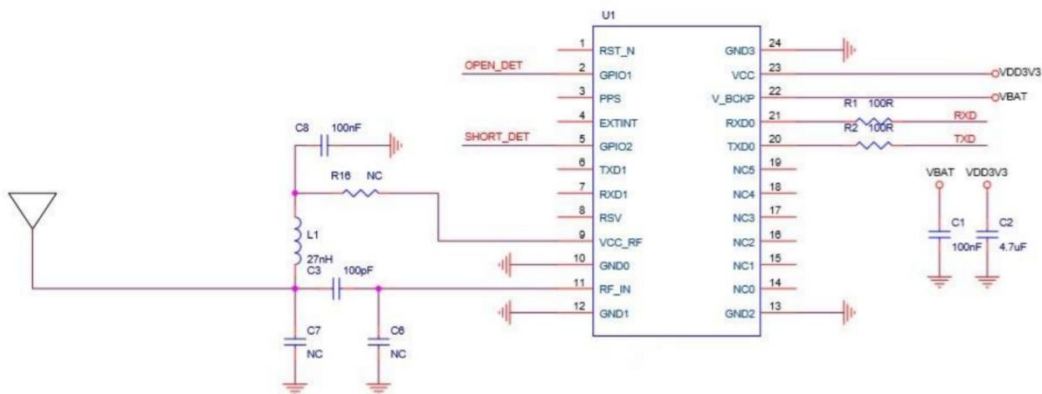 U1
1 RST_N GND3 24
OPEN_DET 2 GPIO1 VCC 23 VDD3V3
3 PPS V_BCKP 22 VBAT
4 EXTINT RXD0 21 R1 100R RXD
SHORT_DET 5 GPIO2 TXD0 20 R2 100R TXD
6 TXD1 NC5 19
7 RXD1 NC4 18
8 RSV NC3 17
9 VCC_RF NC2 16
10 GND0 NC1 15
11 RF_IN NC0 14
12 GND1 GND2 13
C8 100nF
R16 NC
L1
27nH
C3 100pF
C7
NC
C6
NC
VBAT VDD3V3
C1 C2
100nF 4.7uF